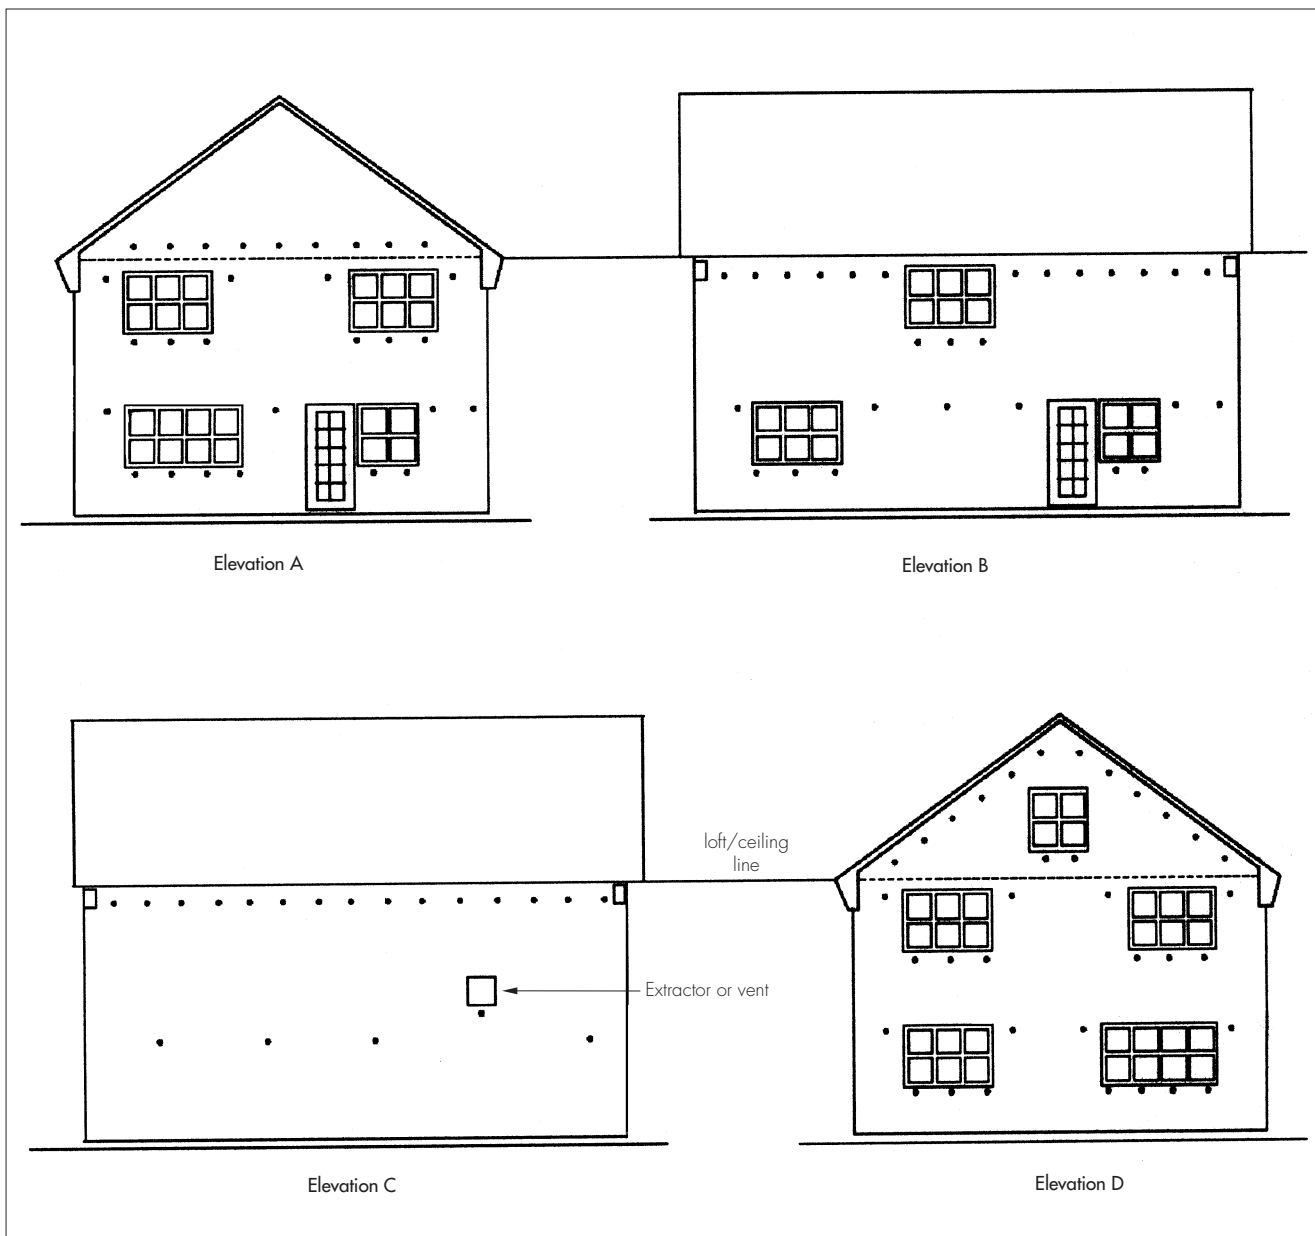 Elevation A
Elevation B
loft/ceiling
line
Extractor or vent
Elevation C
Elevation D